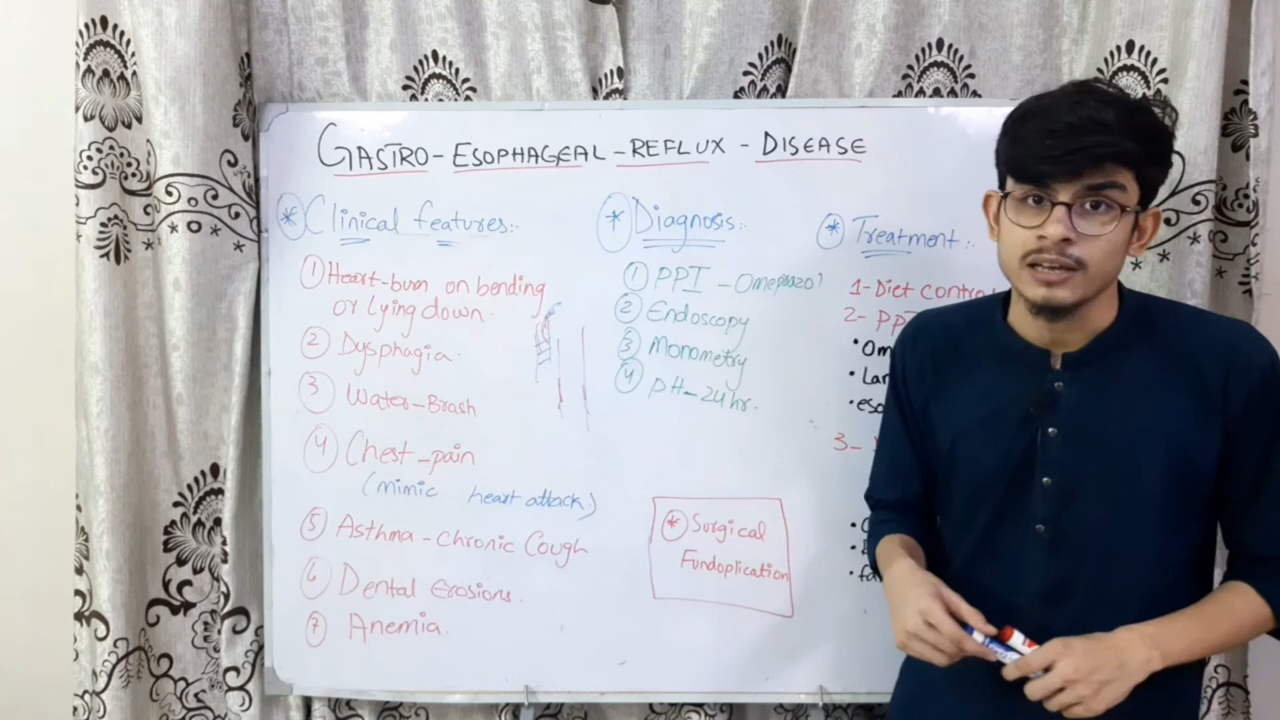 GASTRO-ESOPHAGEAL-REFLUX-DISEASE
* Clinical features:
① Heart-burn on bending
or lying down.
② Dysphagia.
③ Water-Brash
④ Chest-pain
(mimic heart attack)
⑤ Asthma-Chronic Cough
⑥ Dental Erosions.
⑦ Anemia.
* Diagnosis:
① PPI - Omeprazol
② Endoscopy
③ Monometry
④ PH-24hr.
* Surgical
Fundoplication
* Treatment:
1-Diet contro
2- PP
• Om
• Lan
• eso
3-
• fa